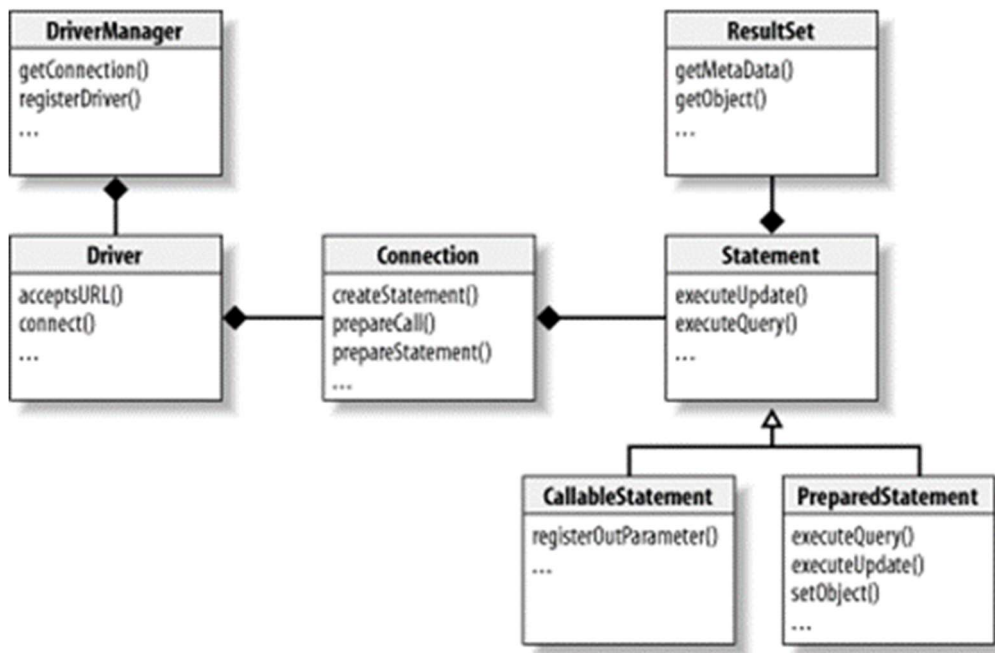 DriverManager
getConnection()
registerDriver()
...
ResultSet
getMetaData()
getObject()
...
Driver
acceptsURL()
connect()
...
Connection
createStatement()
prepareCall()
prepareStatement()
...
Statement
executeUpdate()
executeQuery()
...
CallableStatement
registerOutParameter()
...
PreparedStatement
executeQuery()
executeUpdate()
setObject()
...